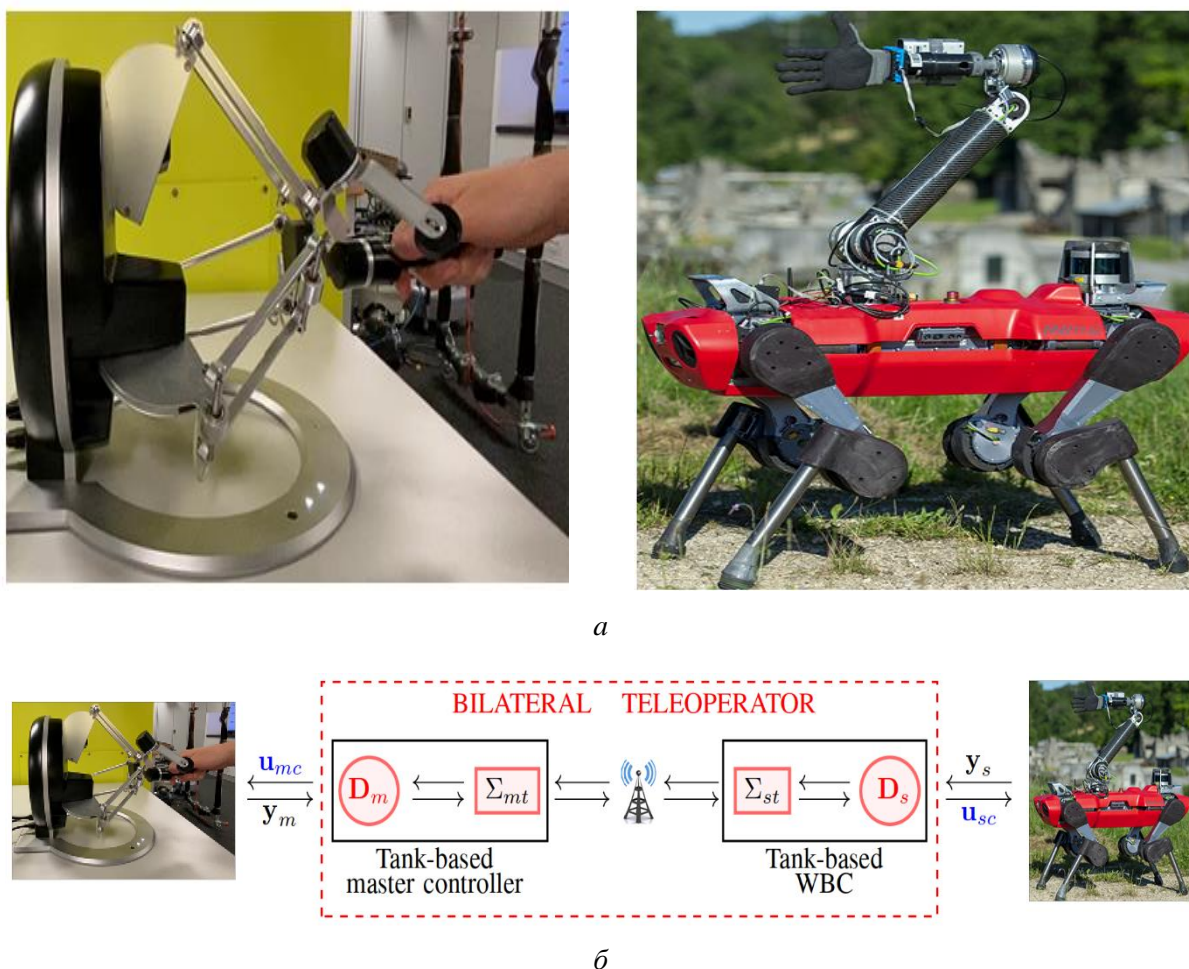 а
BILATERAL TELEOPERATOR
u_mc
y_m
D_m
Σ_mt
Σ_st
D_s
y_s
u_sc
Tank-based
master controller
Tank-based
WBC
б